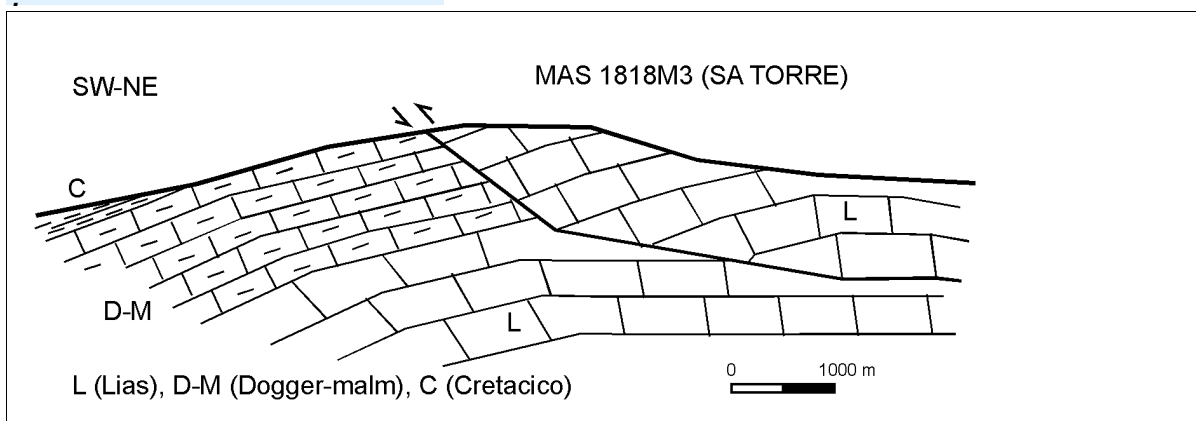 SW-NE
MAS 1818M3 (SA TORRE)
C
L
D-M
L
0 1000 m
L (Lias), D-M (Dogger-malm), C (Cretacico)